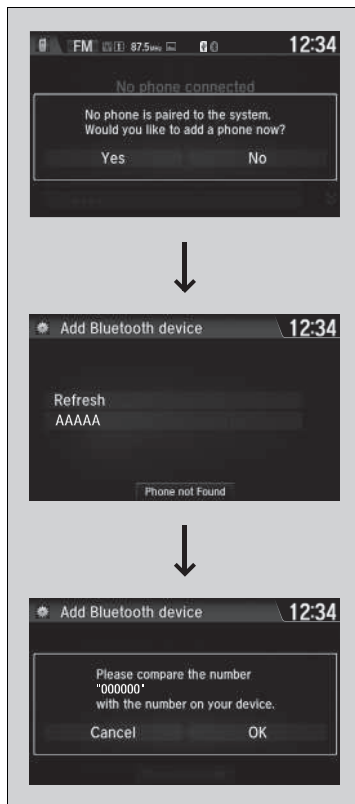 FM 87.5MHz 12:34
No phone connected
No phone is paired to the system.
Would you like to add a phone now?
Yes No
Add Bluetooth device 12:34
Refresh
AAAAA
Phone not Found
Add Bluetooth device 12:34
Please compare the number
"000000"
with the number on your device.
Cancel OK